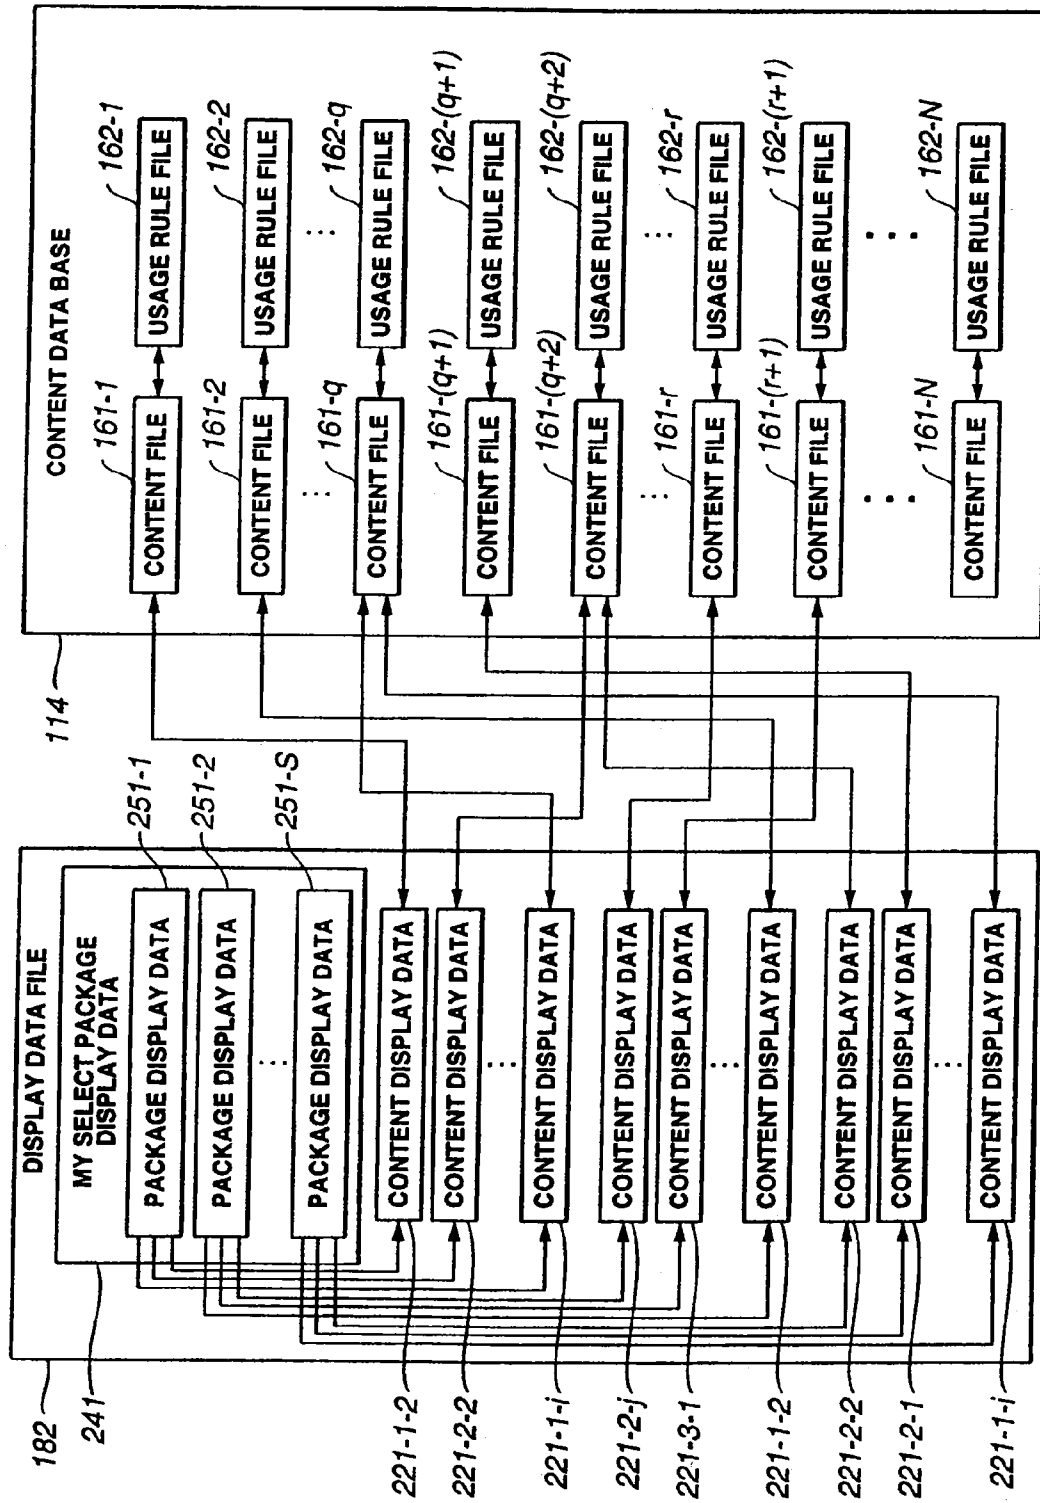 DISPLAY DATA FILE
182
MY SELECT PACKAGE
DISPLAY DATA
241
PACKAGE DISPLAY DATA
251-1
PACKAGE DISPLAY DATA
251-2
⋮
PACKAGE DISPLAY DATA
251-S
CONTENT DISPLAY DATA
221-1-2
CONTENT DISPLAY DATA
221-2-2
⋮
CONTENT DISPLAY DATA
221-1-i
CONTENT DISPLAY DATA
221-2-j
CONTENT DISPLAY DATA
221-3-1
⋮
CONTENT DISPLAY DATA
221-1-2
CONTENT DISPLAY DATA
221-2-2
CONTENT DISPLAY DATA
221-2-1
⋮
CONTENT DISPLAY DATA
221-1-i
CONTENT DATA BASE
114
CONTENT FILE
161-1
USAGE RULE FILE
162-1
CONTENT FILE
161-2
USAGE RULE FILE
162-2
⋮
⋮
CONTENT FILE
161-q
USAGE RULE FILE
162-q
CONTENT FILE
161-(q+1)
USAGE RULE FILE
162-(q+1)
CONTENT FILE
161-(q+2)
USAGE RULE FILE
162-(q+2)
⋮
⋮
CONTENT FILE
161-r
USAGE RULE FILE
162-r
CONTENT FILE
161-(r+1)
USAGE RULE FILE
162-(r+1)
⋮
⋮
CONTENT FILE
161-N
USAGE RULE FILE
162-N